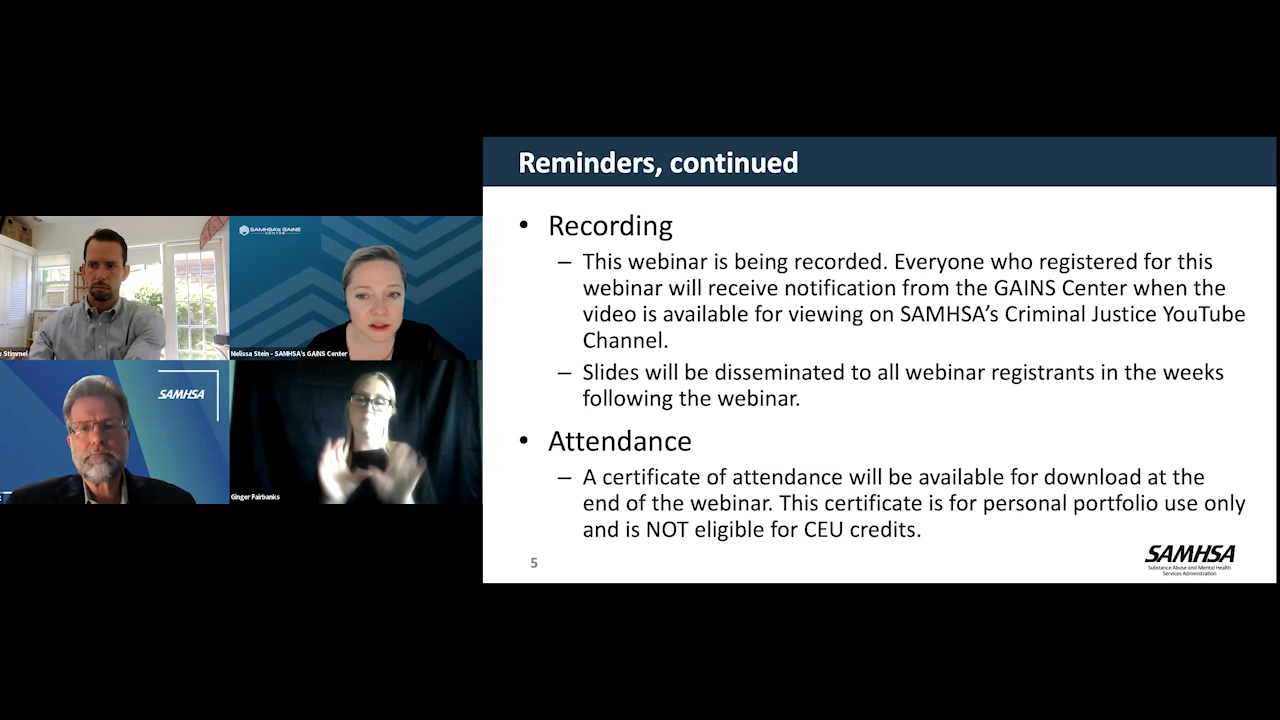 Reminders, continued
• Recording
– This webinar is being recorded. Everyone who registered for this
webinar will receive notification from the GAINS Center when the
video is available for viewing on SAMHSA's Criminal Justice YouTube
Channel.
– Slides will be disseminated to all webinar registrants in the weeks
following the webinar.
• Attendance
– A certificate of attendance will be available for download at the
end of the webinar. This certificate is for personal portfolio use only
and is NOT eligible for CEU credits.
5
SAMHSA
Substance Abuse and Mental Health
Services Administration
SAMHSA's GAINS
CENTER
Stimmel
Melissa Stein - SAMHSA's GAINS Center
SAMHSA
Ginger Fairbanks